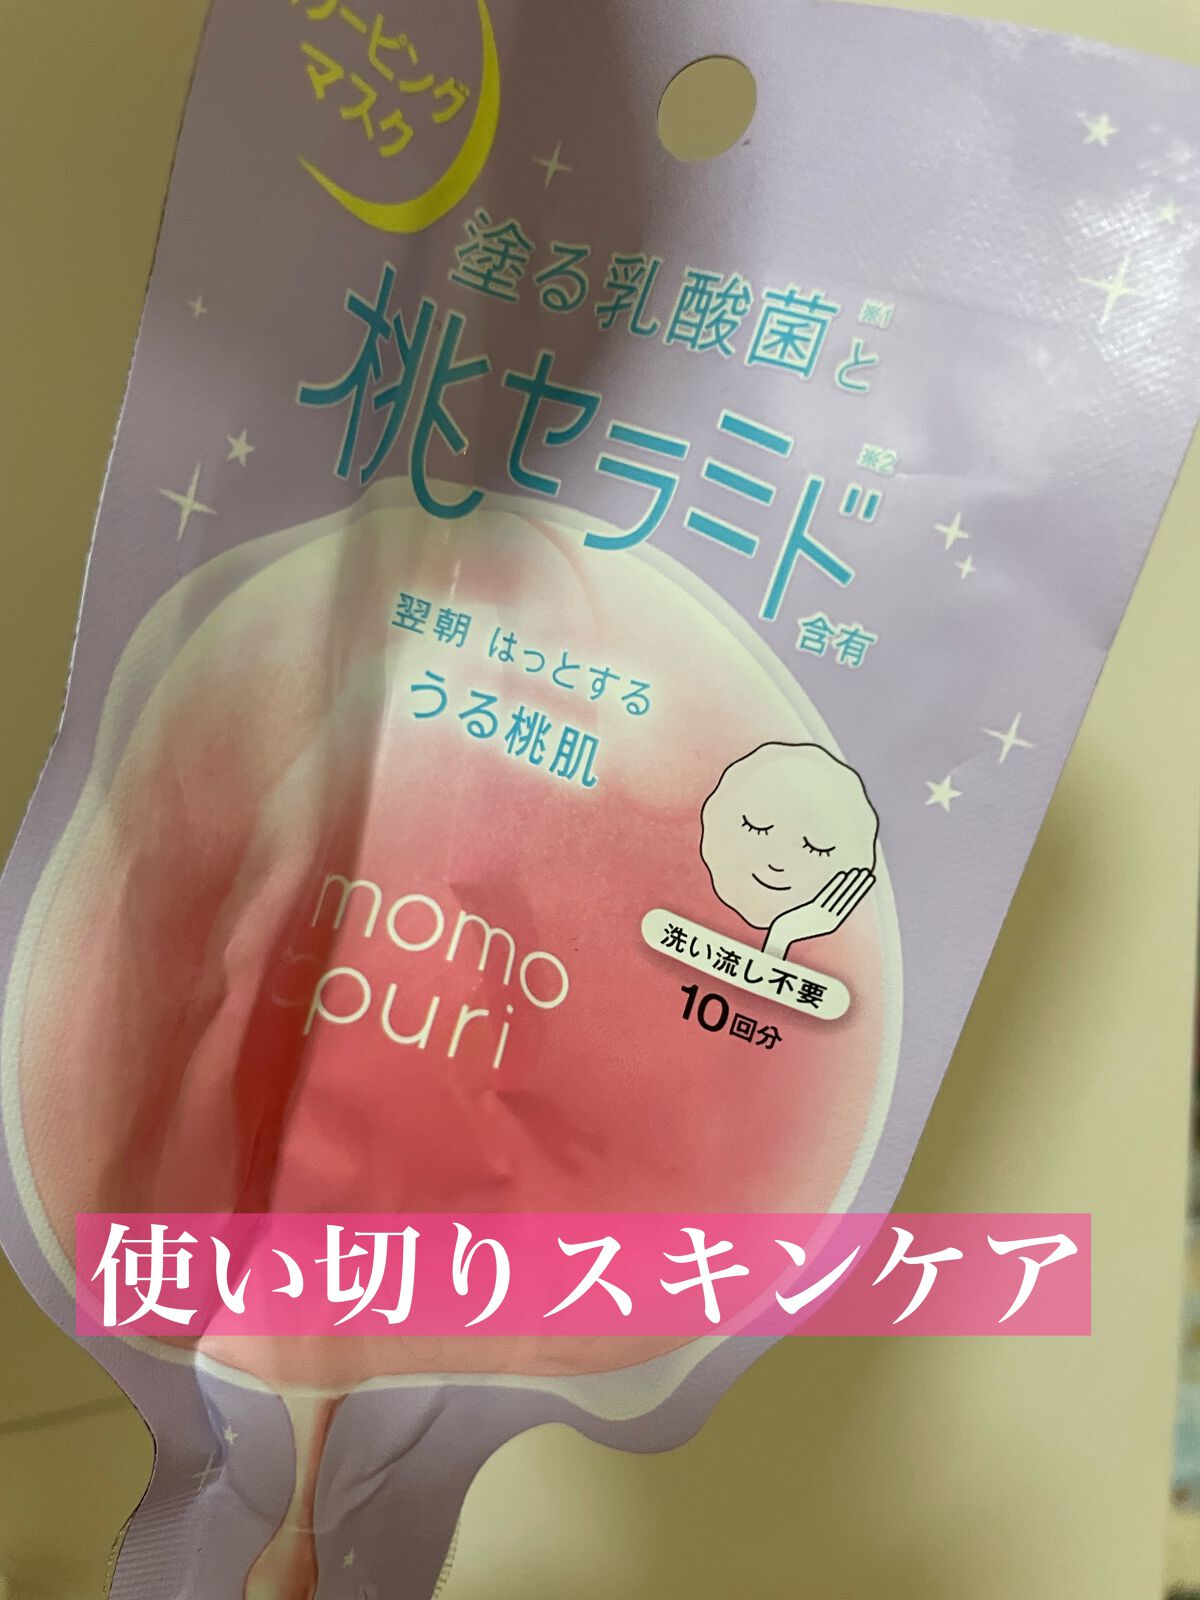 ーピング
マスク
塗る乳酸菌※1と
桃セラミド※2
含有
翌朝 はっとする
うる桃肌
momo
puri
洗い流し不要
10回分
使い切りスキンケア